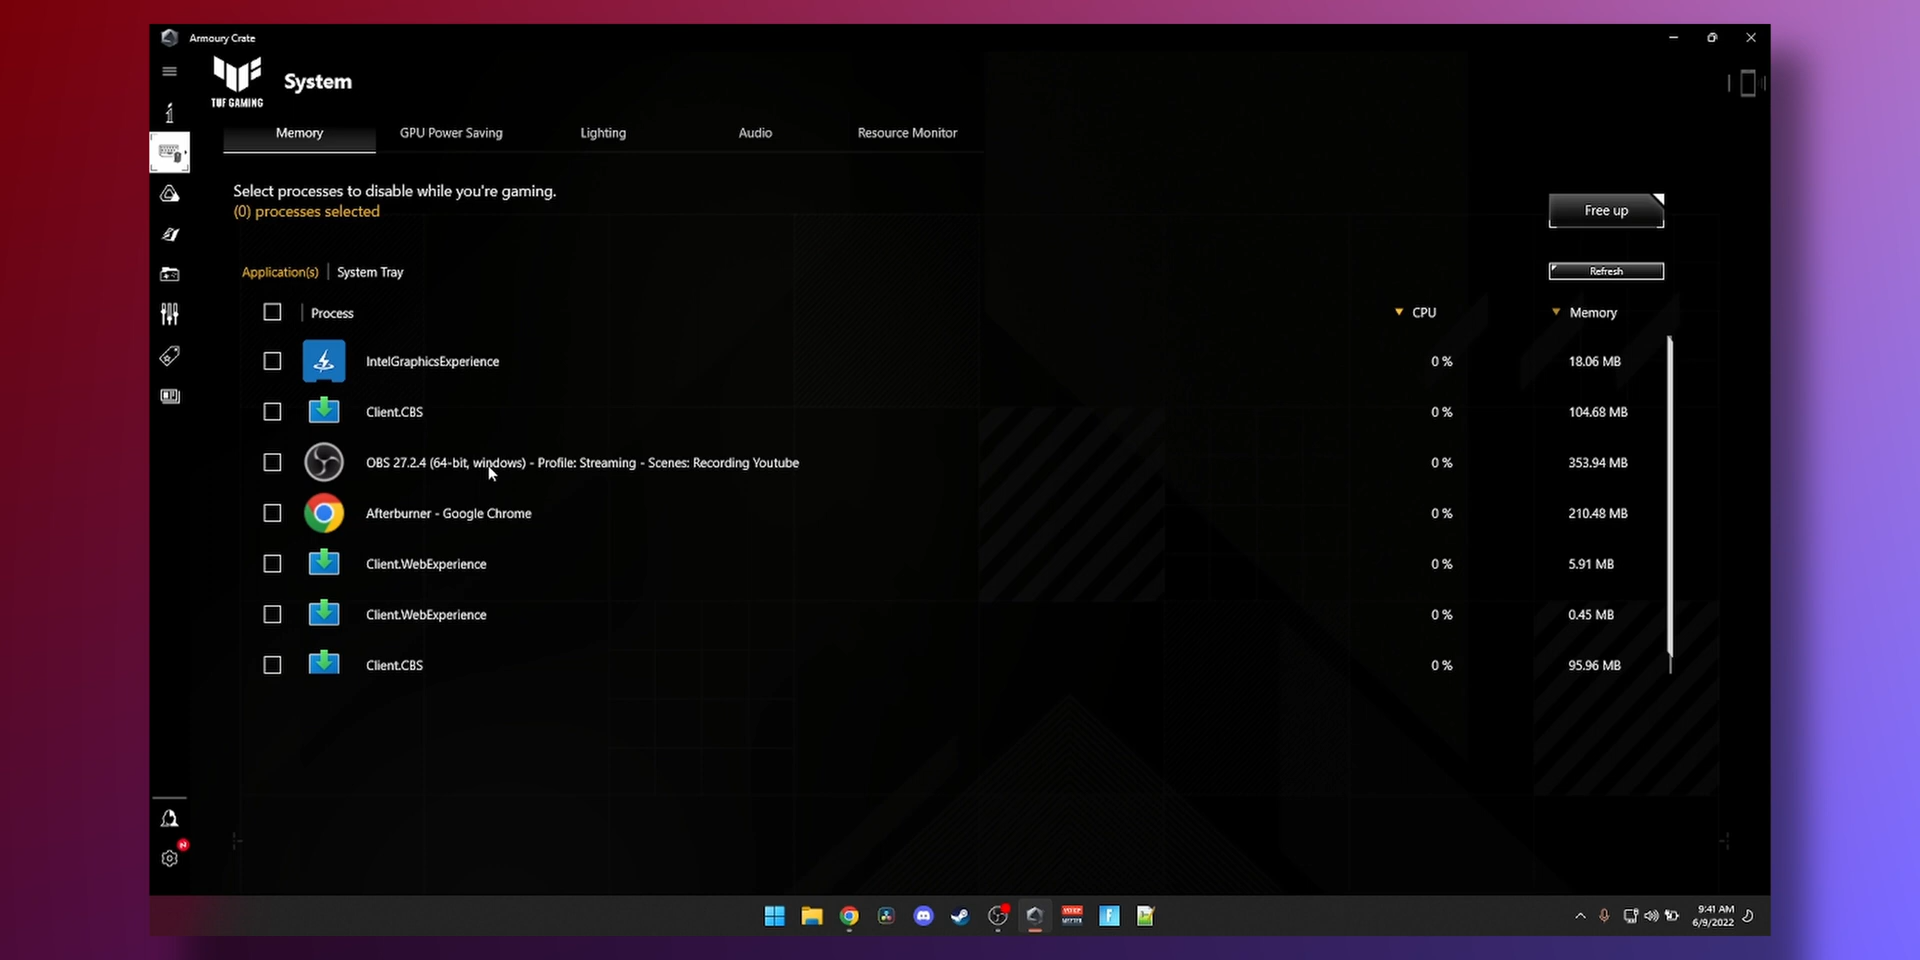 Armoury Crate
TUF GAMING
System
Memory
GPU Power Saving
Lighting
Audio
Resource Monitor
Select processes to disable while you're gaming.
(0) processes selected
Free up
Application(s) | System Tray
Refresh
Process CPU Memory
IntelGraphicsExperience 0 % 18.06 MB
Client.CBS 0 % 104.68 MB
OBS 27.2.4 (64-bit, windows) - Profile: Streaming - Scenes: Recording Youtube 0 % 353.94 MB
Afterburner - Google Chrome 0 % 210.48 MB
Client.WebExperience 0 % 5.91 MB
Client.WebExperience 0 % 0.45 MB
Client.CBS 0 % 95.96 MB
N
F
9:41 AM
6/9/2022